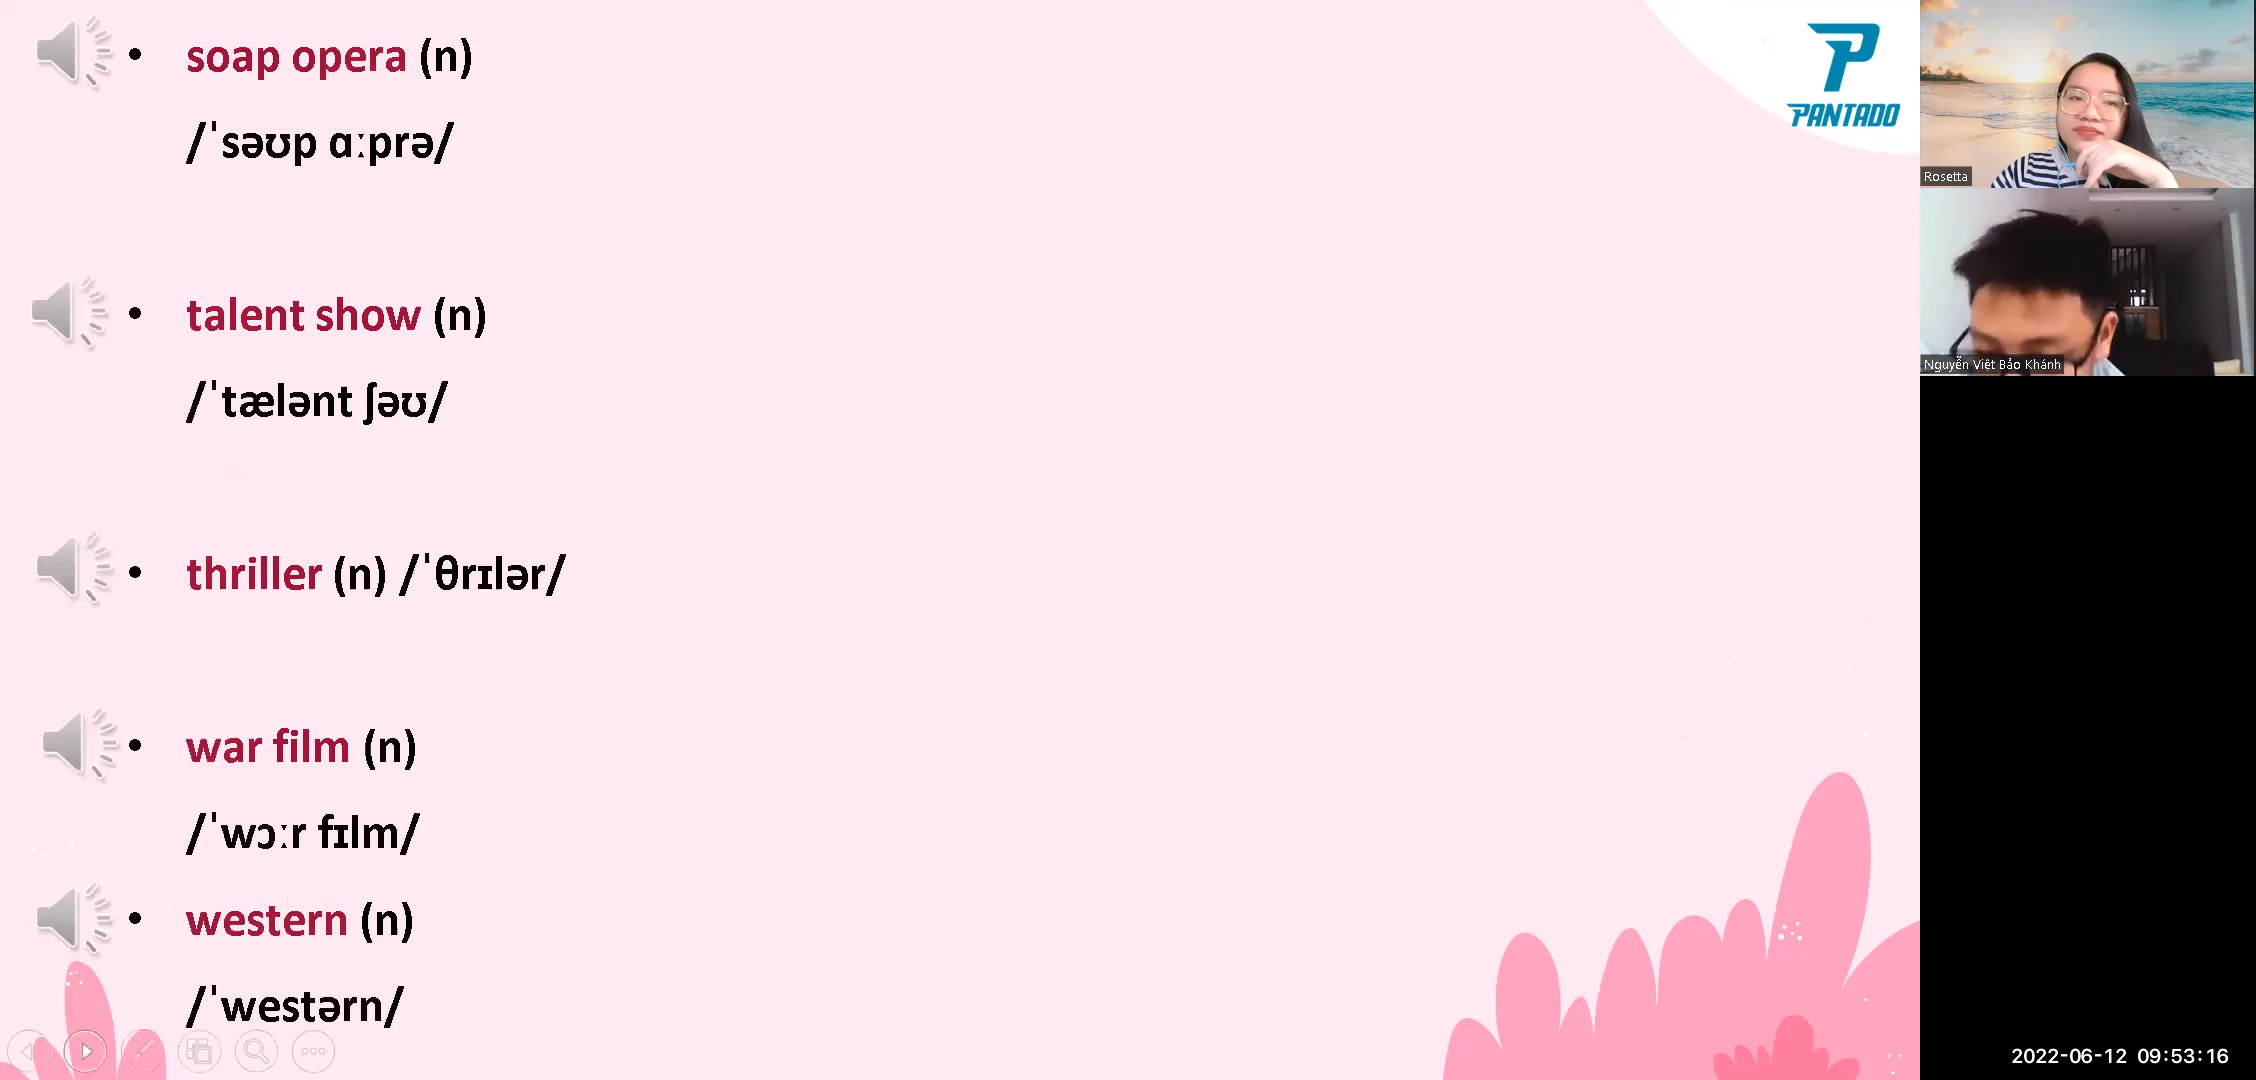 • soap opera (n)
/ˈsəʊp ɑːprə/
• talent show (n)
/ˈtælənt ʃəʊ/
• thriller (n) /ˈθrɪlər/
• war film (n)
/ˈwɔːr fɪlm/
• western (n)
/ˈwestərn/
P
PANTADO
Rosetta
Nguyễn Việt Bảo Khánh
2022-06-12 09:53:16